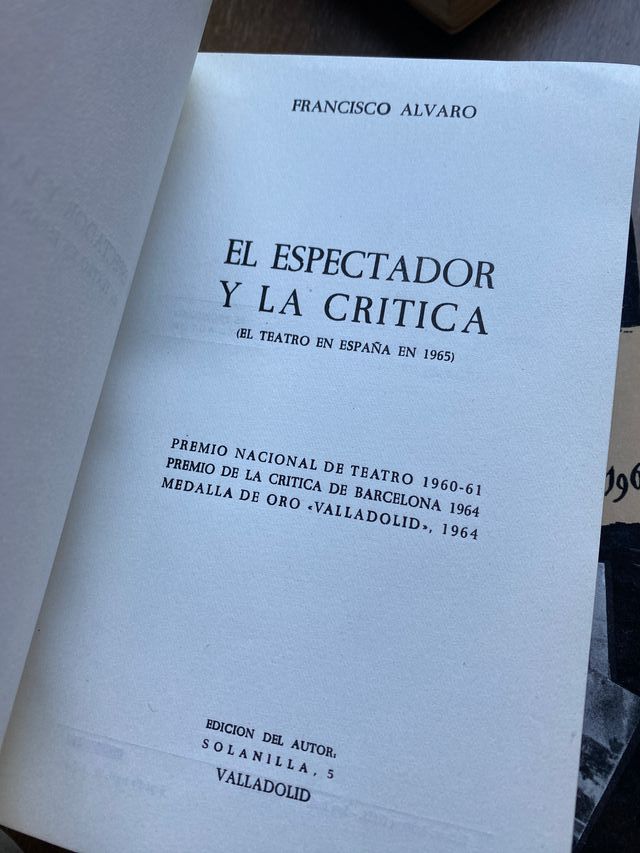 FRANCISCO ALVARO
EL ESPECTADOR
Y LA CRITICA
(EL TEATRO EN ESPAÑA EN 1965)
PREMIO NACIONAL DE TEATRO 1960-61
PREMIO DE LA CRITICA DE BARCELONA 1964
MEDALLA DE ORO «VALLADOLID», 1964
EDICION DEL AUTOR.
SOLANILLA, 5
VALLADOLID
196